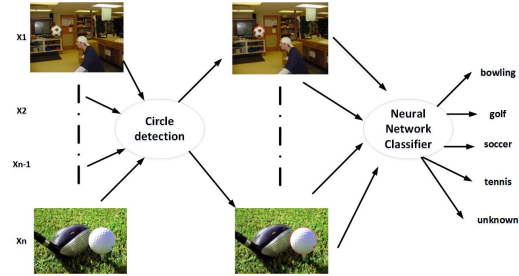 X1
X2
Xn-1
Xn
Circle
detection
Neural
Network
Classifier
bowling
golf
soccer
tennis
unknown